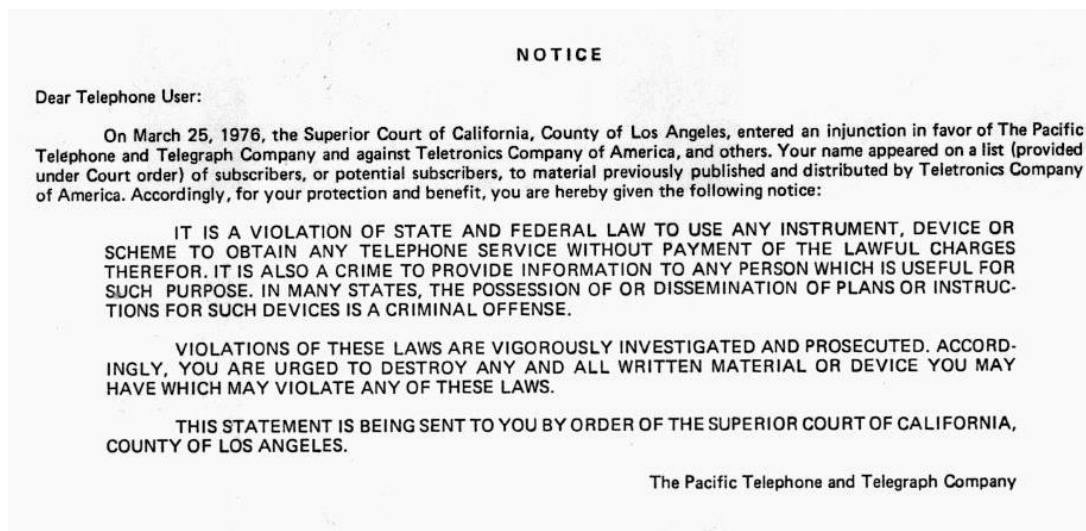 NOTICE
Dear Telephone User:
On March 25, 1976, the Superior Court of California, County of Los Angeles, entered an injunction in favor of The Pacific
Telephone and Telegraph Company and against Teletronics Company of America, and others. Your name appeared on a list (provided
under Court order) of subscribers, or potential subscribers, to material previously published and distributed by Teletronics Company
of America. Accordingly, for your protection and benefit, you are hereby given the following notice:
IT IS A VIOLATION OF STATE AND FEDERAL LAW TO USE ANY INSTRUMENT, DEVICE OR
SCHEME TO OBTAIN ANY TELEPHONE SERVICE WITHOUT PAYMENT OF THE LAWFUL CHARGES
THEREFOR. IT IS ALSO A CRIME TO PROVIDE INFORMATION TO ANY PERSON WHICH IS USEFUL FOR
SUCH PURPOSE. IN MANY STATES, THE POSSESSION OF OR DISSEMINATION OF PLANS OR INSTRUC-
TIONS FOR SUCH DEVICES IS A CRIMINAL OFFENSE.
VIOLATIONS OF THESE LAWS ARE VIGOROUSLY INVESTIGATED AND PROSECUTED. ACCORD-
INGLY, YOU ARE URGED TO DESTROY ANY AND ALL WRITTEN MATERIAL OR DEVICE YOU MAY
HAVE WHICH MAY VIOLATE ANY OF THESE LAWS.
THIS STATEMENT IS BEING SENT TO YOU BY ORDER OF THE SUPERIOR COURT OF CALIFORNIA,
COUNTY OF LOS ANGELES.
The Pacific Telephone and Telegraph Company